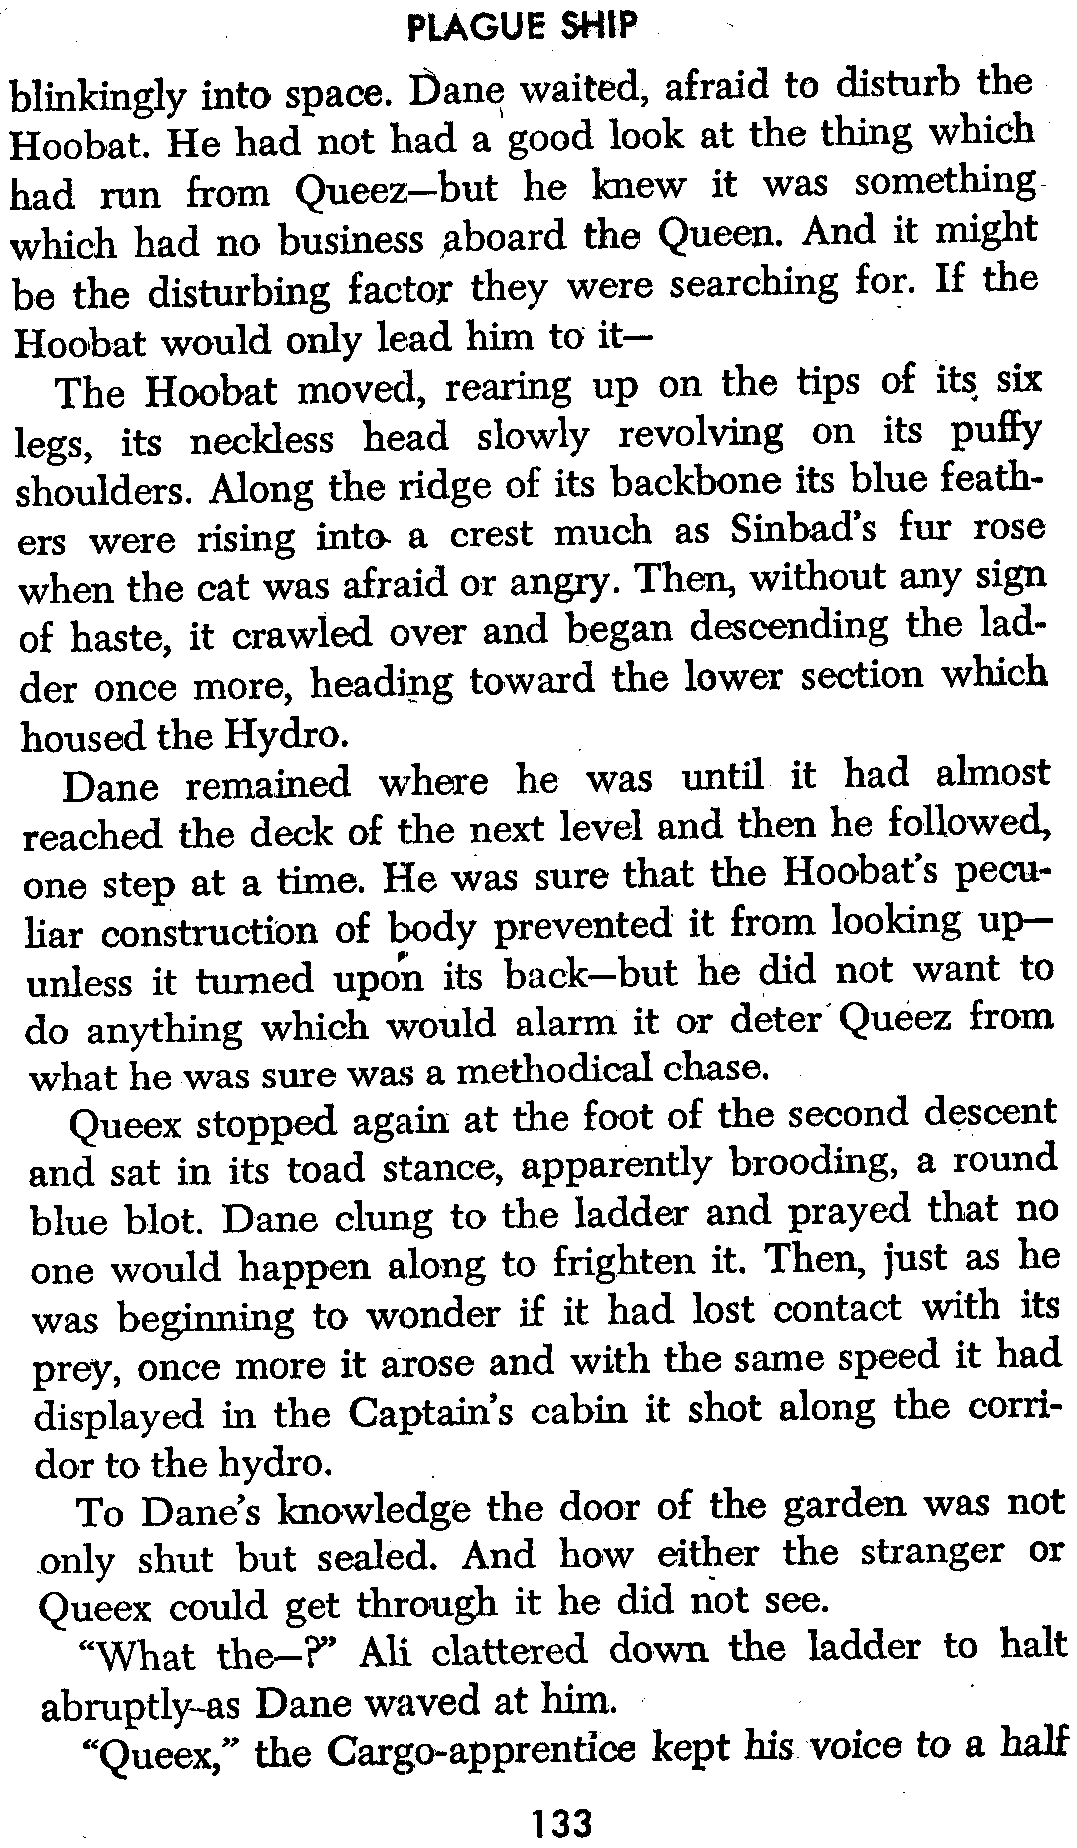 PLAGUE SHIP
blinkingly into space. Dane waited, afraid to disturb the
Hoobat. He had not had a good look at the thing which
had run from Queez—but he knew it was something
which had no business aboard the Queen. And it might
be the disturbing factor they were searching for. If the
Hoobat would only lead him to it—
The Hoobat moved, rearing up on the tips of its six
legs, its neckless head slowly revolving on its puffy
shoulders. Along the ridge of its backbone its blue feath-
ers were rising into a crest much as Sinbad's fur rose
when the cat was afraid or angry. Then, without any sign
of haste, it crawled over and began descending the lad-
der once more, heading toward the lower section which
housed the Hydro.
Dane remained where he was until it had almost
reached the deck of the next level and then he followed,
one step at a time. He was sure that the Hoobat's pecu-
liar construction of body prevented it from looking up—
unless it turned upon its back—but he did not want to
do anything which would alarm it or deter Queez from
what he was sure was a methodical chase.
Queex stopped again at the foot of the second descent
and sat in its toad stance, apparently brooding, a round
blue blot. Dane clung to the ladder and prayed that no
one would happen along to frighten it. Then, just as he
was beginning to wonder if it had lost contact with its
prey, once more it arose and with the same speed it had
displayed in the Captain's cabin it shot along the corri-
dor to the hydro.
To Dane's knowledge the door of the garden was not
only shut but sealed. And how either the stranger or
Queex could get through it he did not see.
"What the—?" Ali clattered down the ladder to halt
abruptly as Dane waved at him.
"Queex," the Cargo-apprentice kept his voice to a half
133